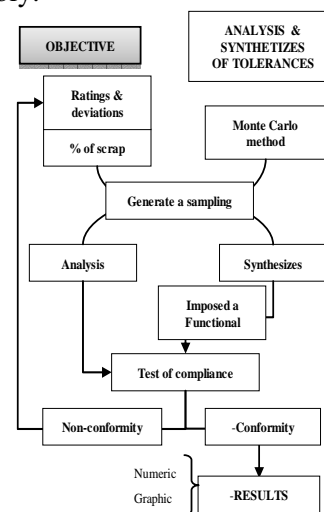 ANALYSIS &
SYNTHETIZES
OF TOLERANCES
OBJECTIVE
Ratings &
deviations
% of scrap
Monte Carlo
method
Generate a sampling
Analysis
Synthesizes
Imposed a
Functional
Test of compliance
Non-conformity
-Conformity
Numeric
Graphic
-RESULTS